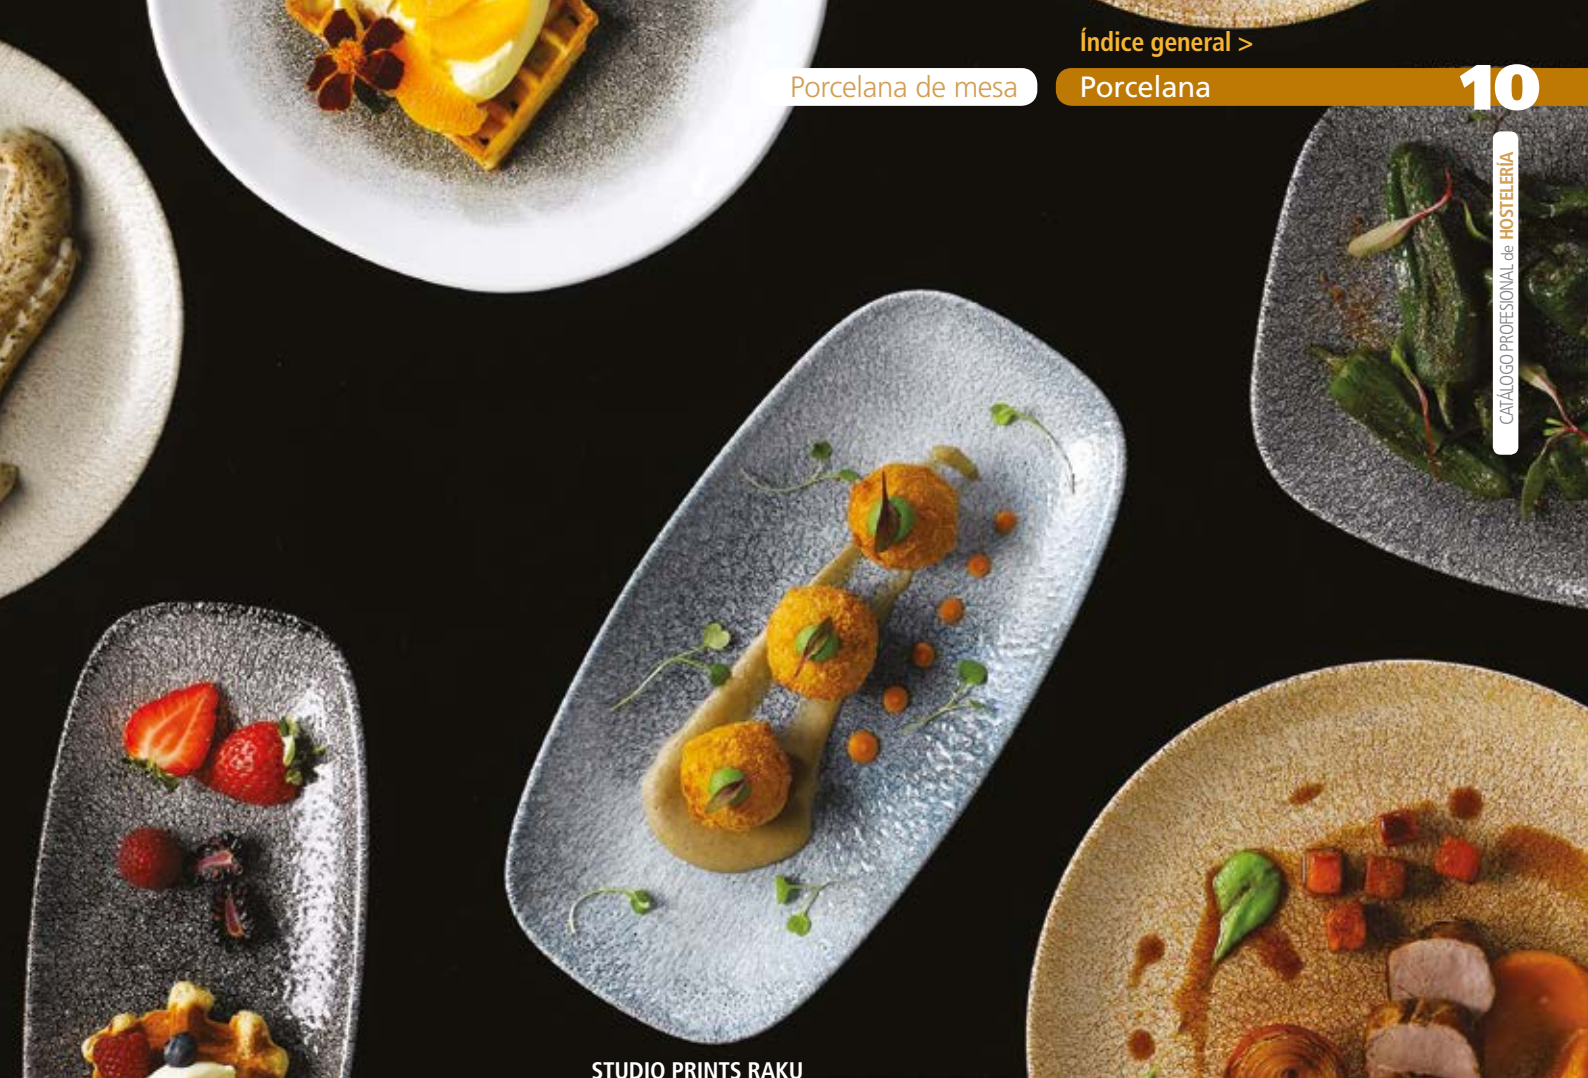 Índice general >
Porcelana de mesa
Porcelana
10
CATÁLOGO PROFESIONAL de HOSTELERÍA
STUDIO PRINTS RAKU